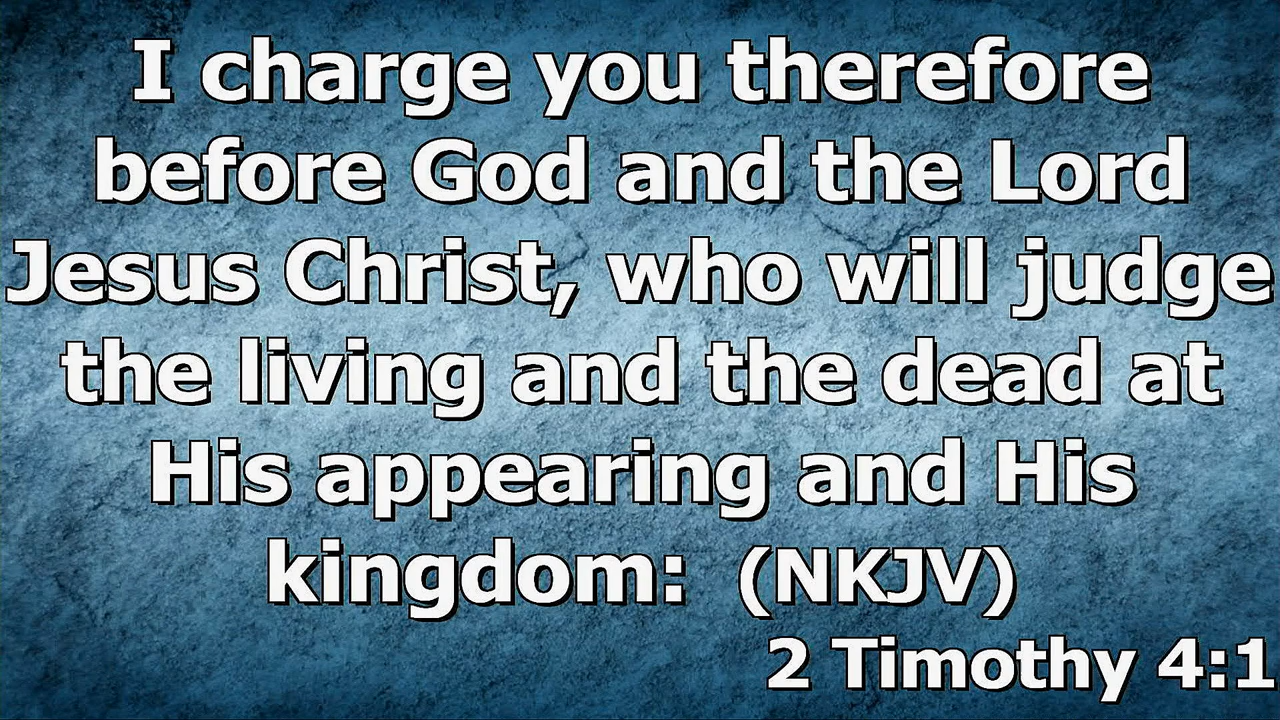 I charge you therefore
before God and the Lord
Jesus Christ, who will judge
the living and the dead at
His appearing and His
kingdom: (NKJV)
2 Timothy 4:1